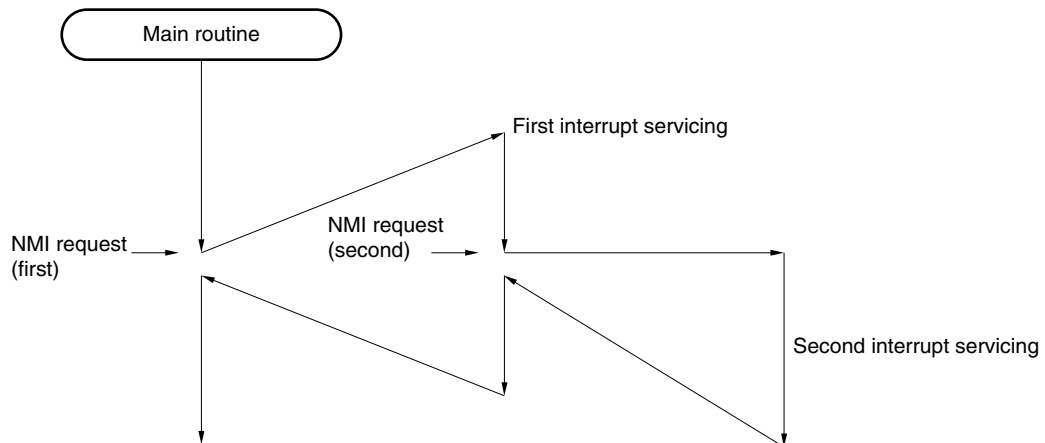 Main routine
First interrupt servicing
NMI request
(first)
NMI request
(second)
Second interrupt servicing